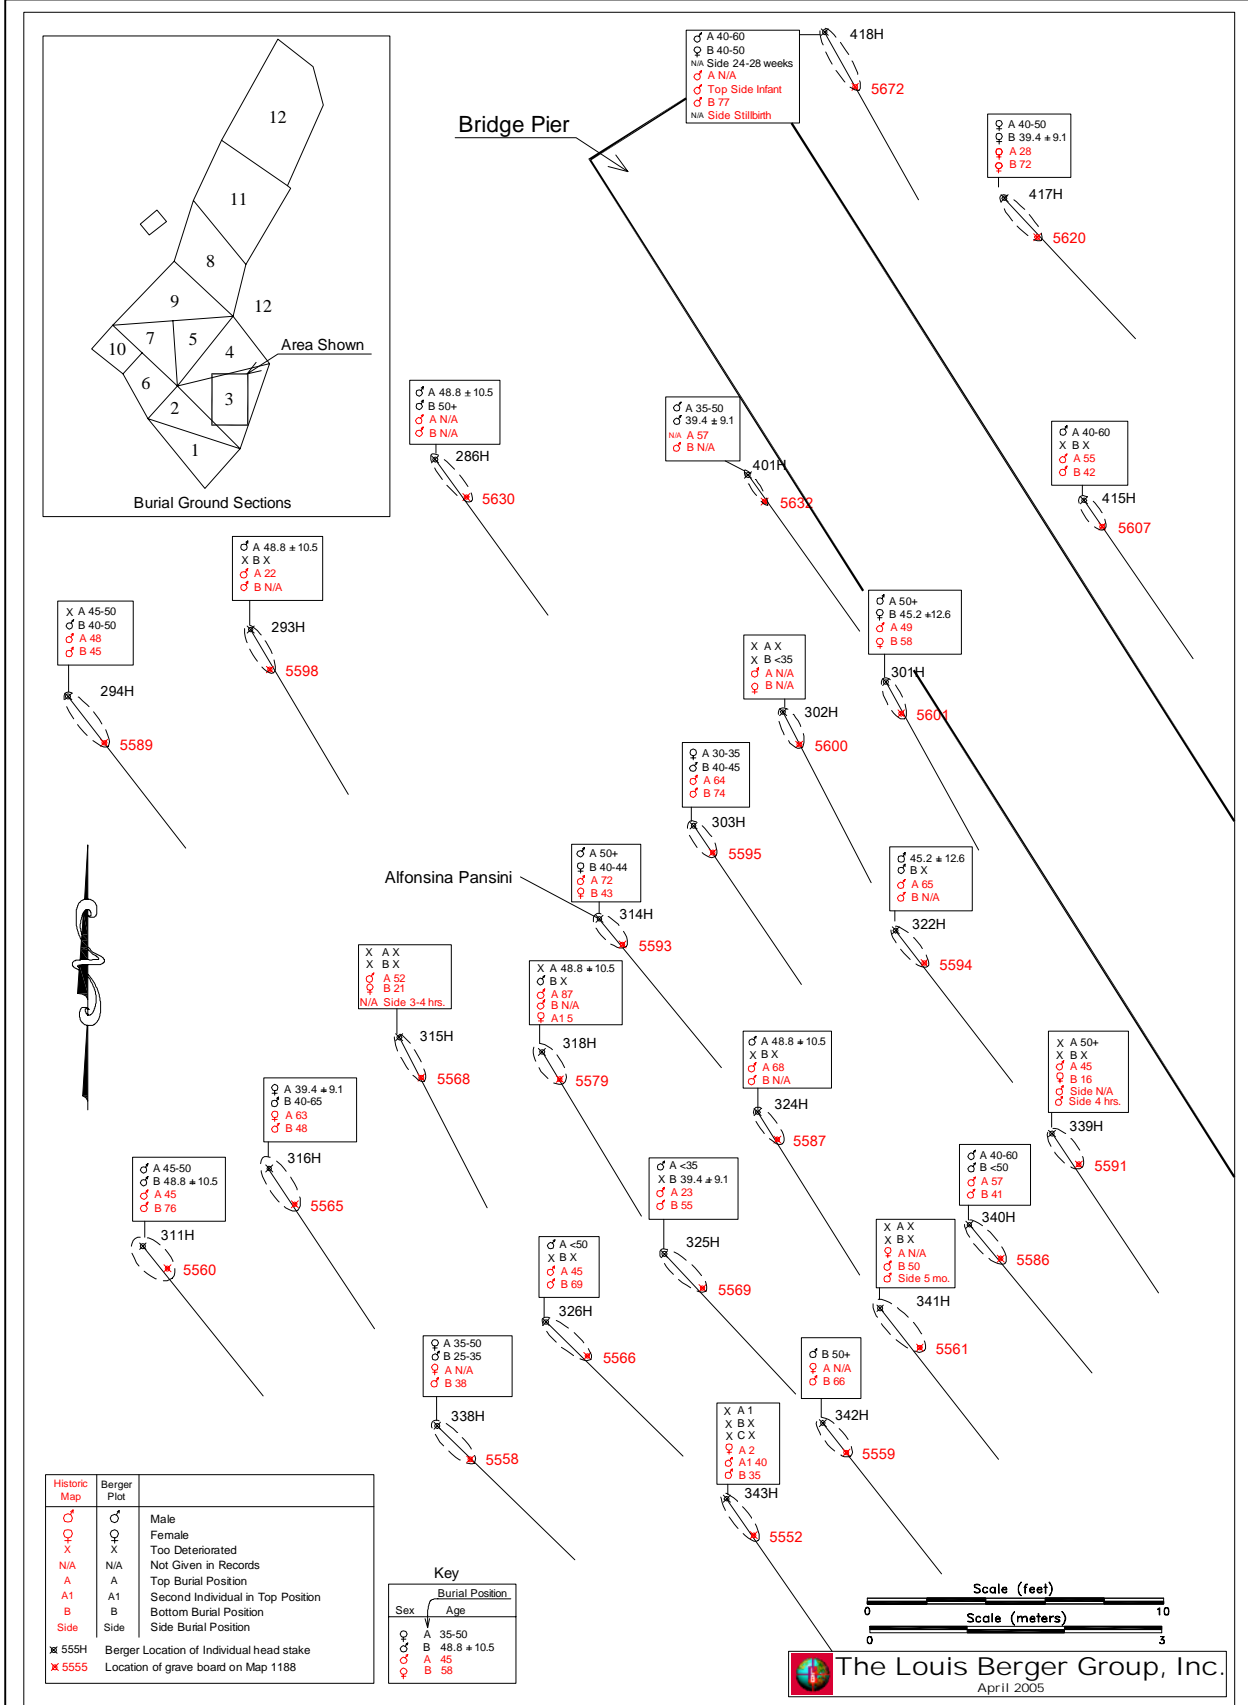 ♂ A 40-60
♀ B 40-50
N/A Side 24-28 weeks
♂ A N/A
♂ Top Side Infant
♂ B 77
N/A Side Stillbirth
418H
5672
Bridge Pier
♀ A 40-50
♀ B 39.4 ± 9.1
♀ A 28
♀ B 72
417H
5620
12
11
8
9
12
7
5
10
4
Area Shown
6
3
2
1
Burial Ground Sections
♂ A 48.8 ± 10.5
♂ B 50+
♂ A N/A
♂ B N/A
286H
5630
♂ A 35-50
♂ 39.4 ± 9.1
N/A A 57
♂ B N/A
401H
5632
♂ A 40-60
X B X
♂ A 55
♂ B 42
415H
5607
♂ A 48.8 ± 10.5
X B X
♂ A 22
♂ B N/A
293H
5598
X A 45-50
♂ B 40-50
♂ A 48
♂ B 45
294H
5589
♂ A 50+
♀ B 45.2 ±12.6
♂ A 49
♀ B 58
301H
5601
X A X
X B <35
♂ A N/A
♀ B N/A
302H
5600
♀ A 30-35
♂ B 40-45
♂ A 64
♂ B 74
303H
5595
Alfonsina Pansini
♂ A 50+
♀ B 40-44
♂ A 72
♀ B 43
314H
5593
♂ 45.2 ± 12.6
♂ B X
♂ A 65
♂ B N/A
322H
5594
X A X
X B X
♂ A 52
♀ B 21
N/A Side 3-4 hrs.
315H
5568
X A 48.8 ± 10.5
♂ B X
♂ A 87
♂ B N/A
♀ A1 5
318H
5579
♂ A 48.8 ± 10.5
X B X
♂ A 68
♂ B N/A
324H
5587
X A 50+
X B X
♂ A 45
♀ B 16
♂ Side N/A
♂ Side 4 hrs.
339H
5591
♀ A 39.4 ± 9.1
♂ B 40-65
♀ A 63
♂ B 48
316H
5565
♂ A 45-50
♂ B 48.8 ± 10.5
♂ A 45
♂ B 76
311H
5560
♂ A <35
X B 39.4 ± 9.1
♂ A 23
♂ B 55
325H
5569
♂ A 40-60
♂ B <50
♂ A 57
♂ B 41
340H
5586
♂ A <50
X B X
♂ A 45
♂ B 69
326H
5566
X A X
X B X
♀ A N/A
♂ B 50
♂ Side 5 mo.
341H
5561
♀ A 35-50
♂ B 25-35
♀ A N/A
♂ B 38
338H
5558
♂ B 50+
♀ A N/A
♂ B 66
342H
5559
X A 1
X B X
X C X
♀ A 2
♂ A1 40
♂ B 35
343H
5552
Historic Map
Berger Plot
♂ ♂ Male
♀ ♀ Female
X X Too Deteriorated
N/A N/A Not Given in Records
A A Top Burial Position
A1 A1 Second Individual in Top Position
B B Bottom Burial Position
Side Side Side Burial Position
555H Berger Location of Individual head stake
5555 Location of grave board on Map 1188
Key
Burial Position
Sex Age
♀ A 35-50
♂ B 48.8 ± 10.5
♂ A 45
♀ B 58
Scale (feet)
0 10
Scale (meters)
0 3
The Louis Berger Group, Inc.
April 2005